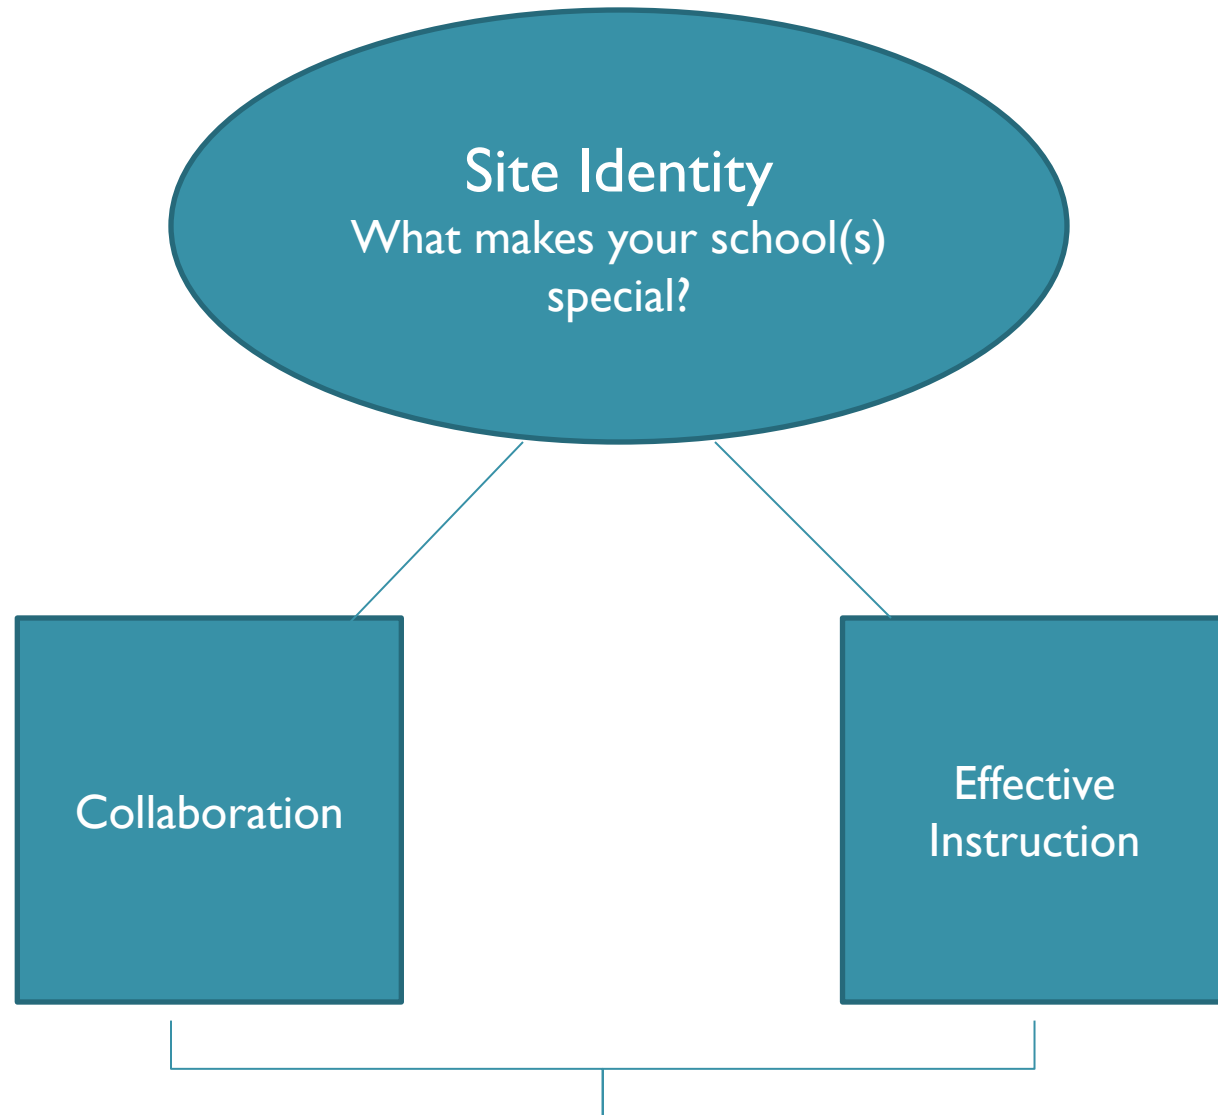 Site Identity
What makes your school(s)
special?
Collaboration
Effective
Instruction